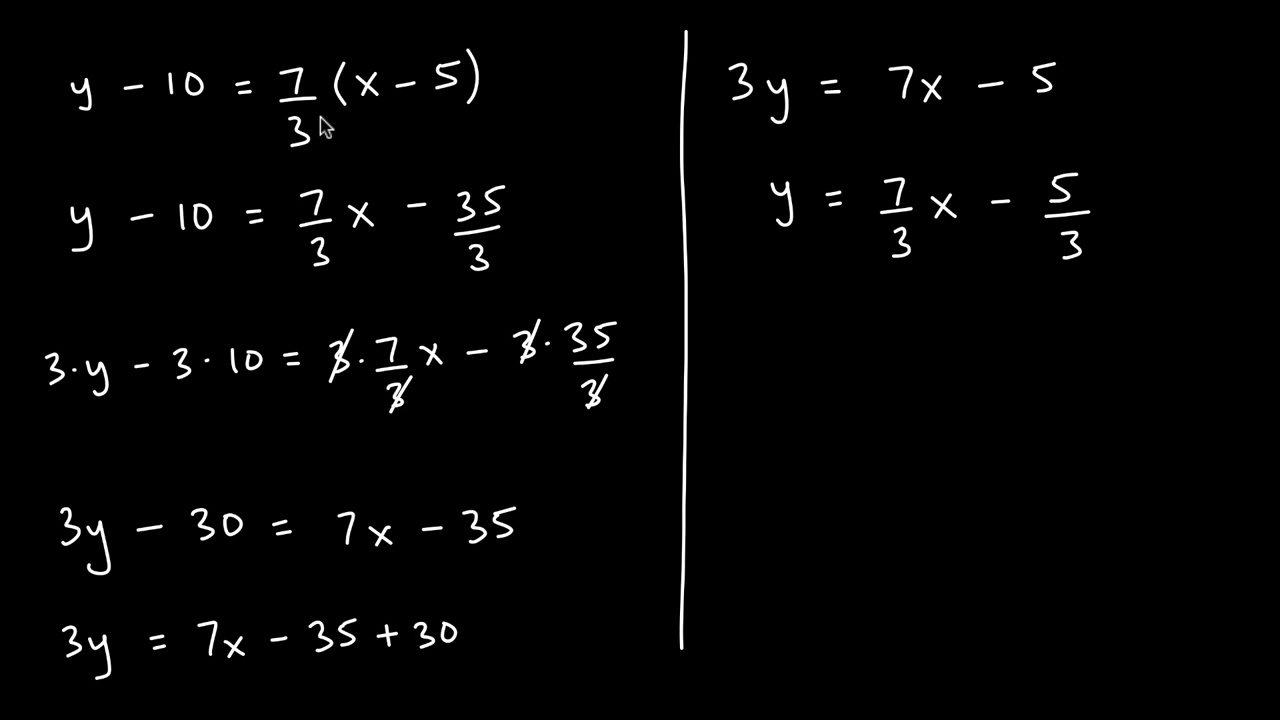 y - 10 = 7/3 (x - 5)
y - 10 = 7/3 x - 35/3
3·y - 3·10 = 3·7/3 x - 3·35/3
3y - 30 = 7x - 35
3y = 7x - 35 + 30
3y = 7x - 5
y = 7/3 x - 5/3